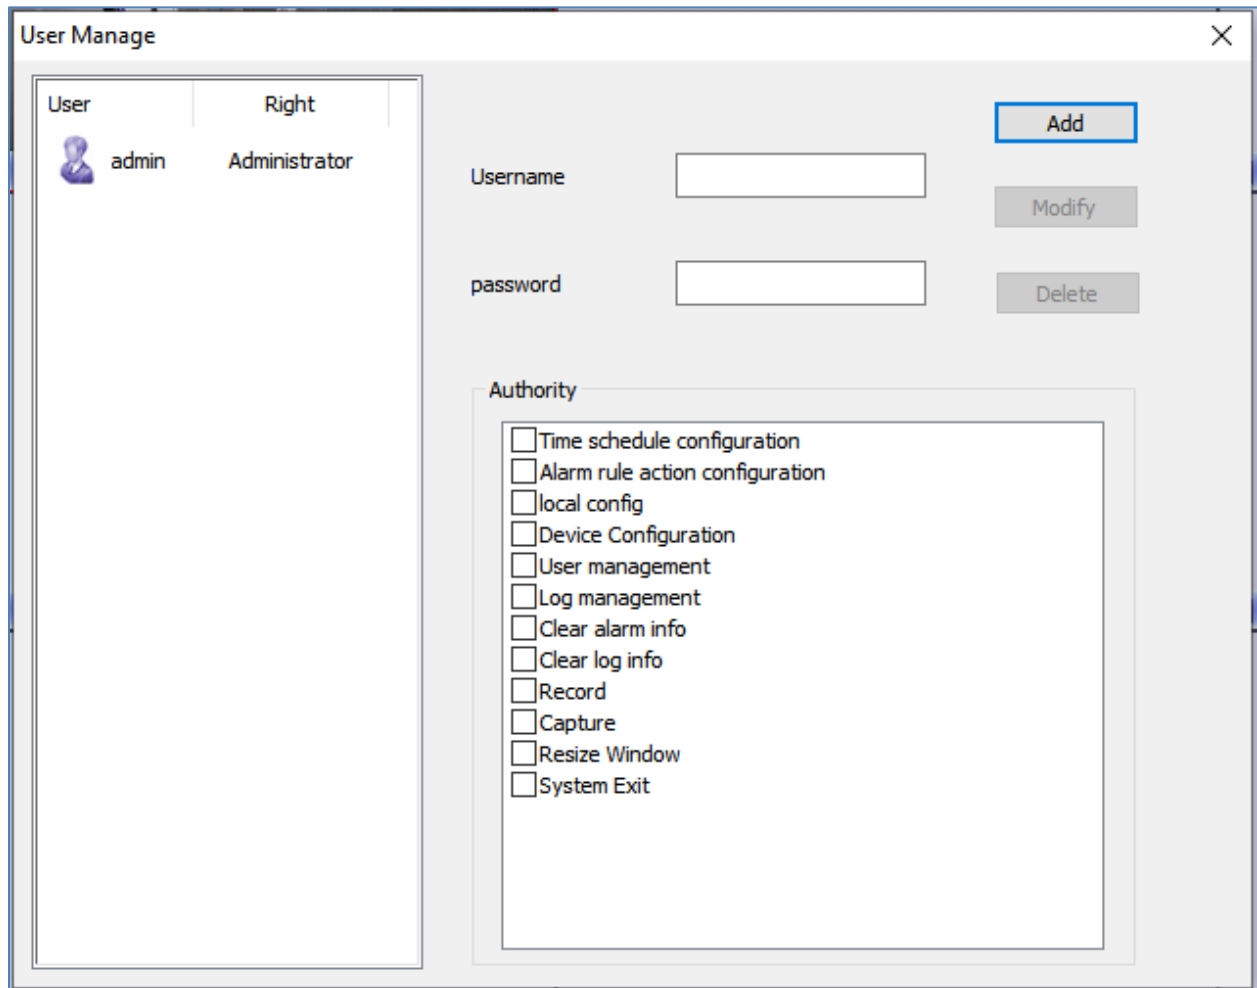 User Manage
User Right
admin Administrator
Add
Username
Modify
password
Delete
Authority
Time schedule configuration
Alarm rule action configuration
local config
Device Configuration
User management
Log management
Clear alarm info
Clear log info
Record
Capture
Resize Window
System Exit